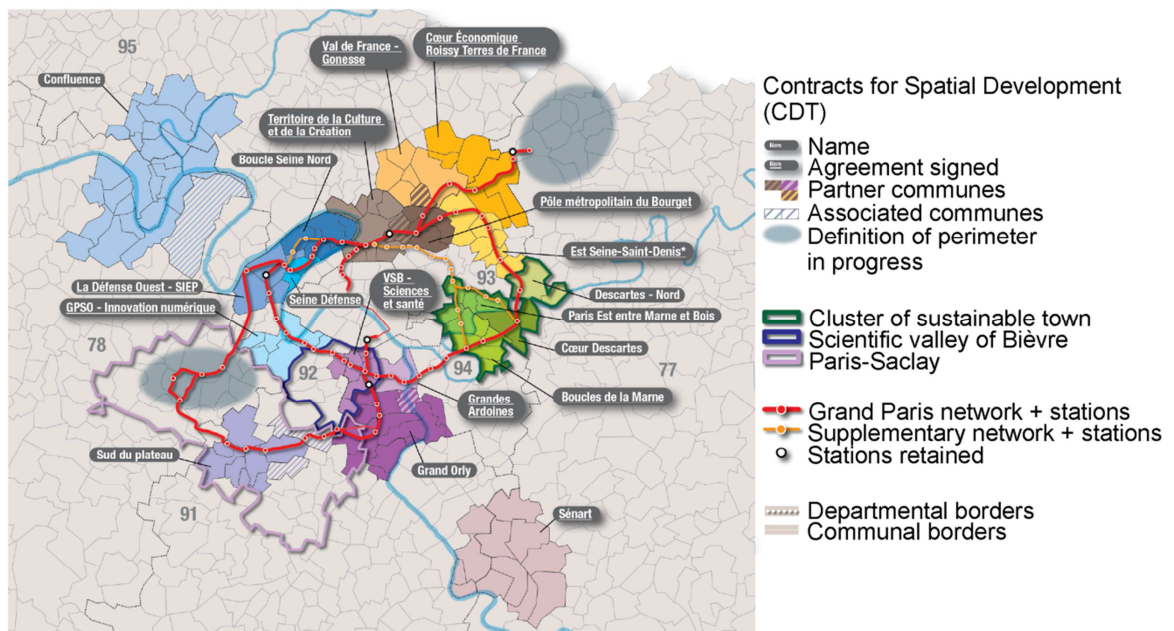 95
Confluence
Val de France -
Gonesse
Cœur Économique
Roissy Terres de France
Territoire de la Culture
et de la Création
Boucle Seine Nord
Pôle métropolitain du Bourget
Est Seine-Saint-Denis*
93
La Défense Ouest - SIEP
GPSO - Innovation numérique
Seine Défense
VSB -
Sciences
et santé
Descartes - Nord
Paris Est entre Marne et Bois
Cœur Descartes
78
92
94
77
Boucles de la Marne
Grandes
Ardoines
Sud du plateau
Grand Orly
91
Sénart
Contracts for Spatial Development
(CDT)
Nom
Name
Nom
Agreement signed
Partner communes
Associated communes
Definition of perimeter
in progress
Cluster of sustainable town
Scientific valley of Bièvre
Paris-Saclay
Grand Paris network + stations
Supplementary network + stations
Stations retained
Departmental borders
Communal borders